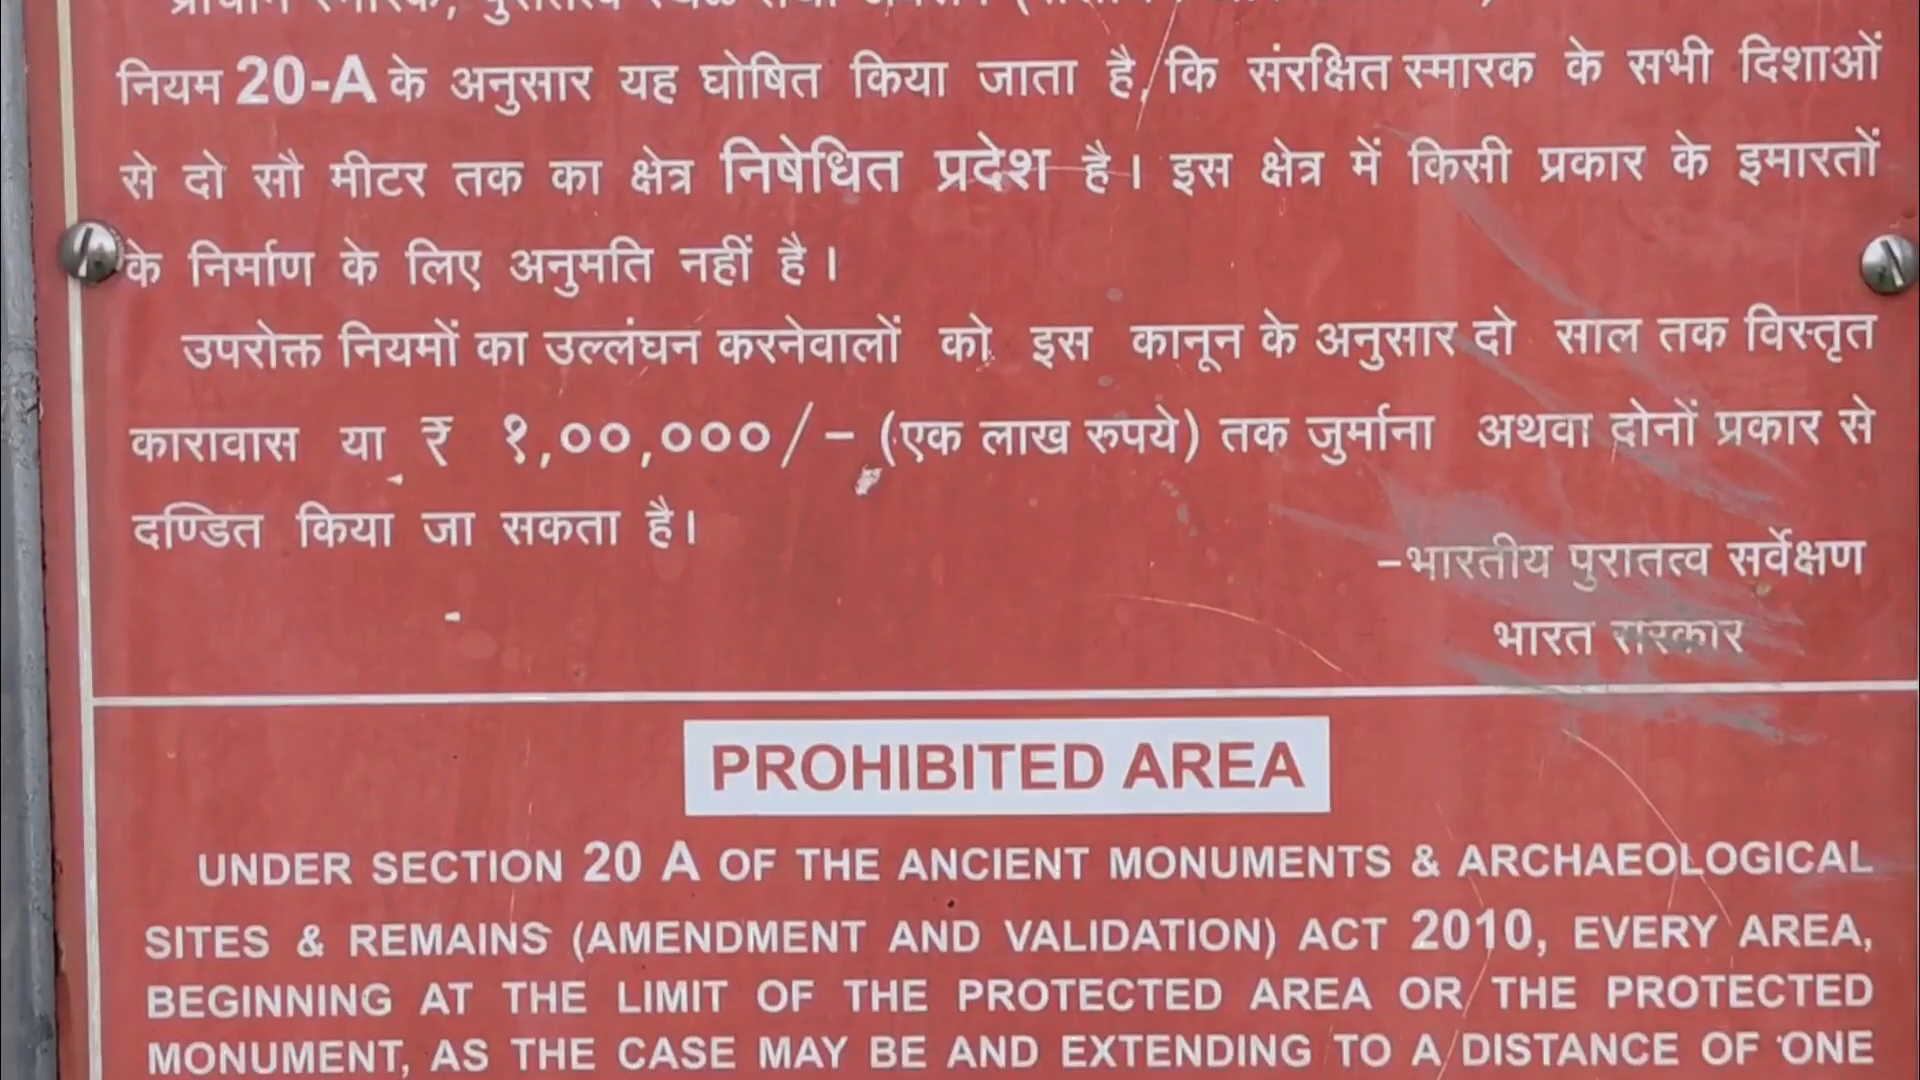 नियम 20-A के अनुसार यह घोषित किया जाता है, कि संरक्षित स्मारक के सभी दिशाओं
से दो सौ मीटर तक का क्षेत्र निषेधित प्रदेश है। इस क्षेत्र में किसी प्रकार के इमारतों
के निर्माण के लिए अनुमति नहीं है।
उपरोक्त नियमों का उल्लंघन करनेवालों को इस कानून के अनुसार दो साल तक विस्तृत
कारावास या ₹ १,००,०००/- (एक लाख रुपये) तक जुर्माना अथवा दोनों प्रकार से
दण्डित किया जा सकता है।
-भारतीय पुरातत्व सर्वेक्षण
भारत सरकार
PROHIBITED AREA
UNDER SECTION 20 A OF THE ANCIENT MONUMENTS & ARCHAEOLOGICAL
SITES & REMAINS (AMENDMENT AND VALIDATION) ACT 2010, EVERY AREA,
BEGINNING AT THE LIMIT OF THE PROTECTED AREA OR THE PROTECTED
MONUMENT, AS THE CASE MAY BE AND EXTENDING TO A DISTANCE OF ONE